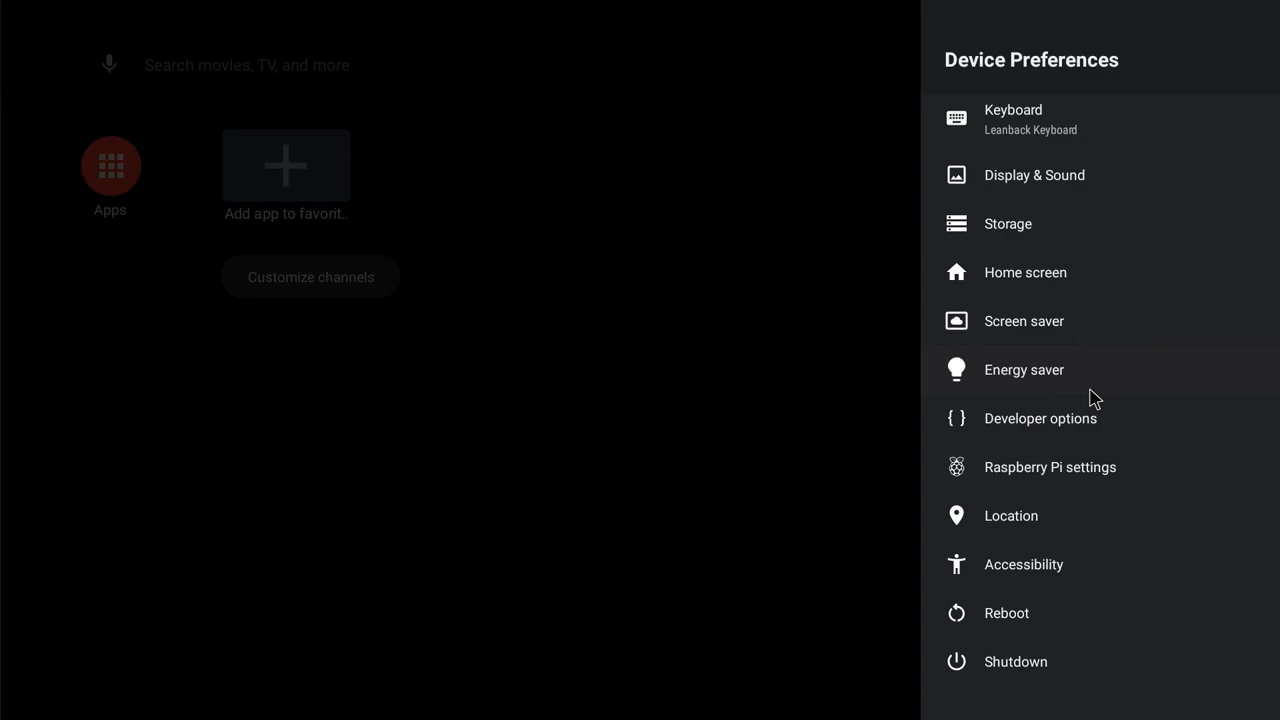 Search movies, TV, and more
Apps
Add app to favorit..
Customize channels
Device Preferences
Keyboard
Leanback Keyboard
Display & Sound
Storage
Home screen
Screen saver
Energy saver
Developer options
Raspberry Pi settings
Location
Accessibility
Reboot
Shutdown